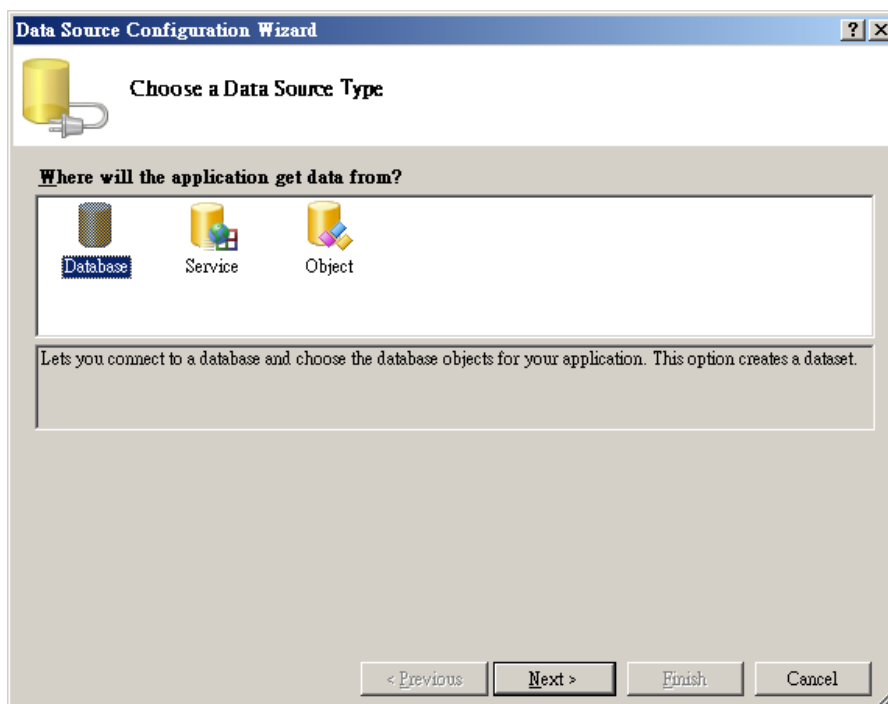 Data Source Configuration Wizard
Choose a Data Source Type
Where will the application get data from?
Database Service Object
Lets you connect to a database and choose the database objects for your application. This option creates a dataset.
< Previous Next > Finish Cancel